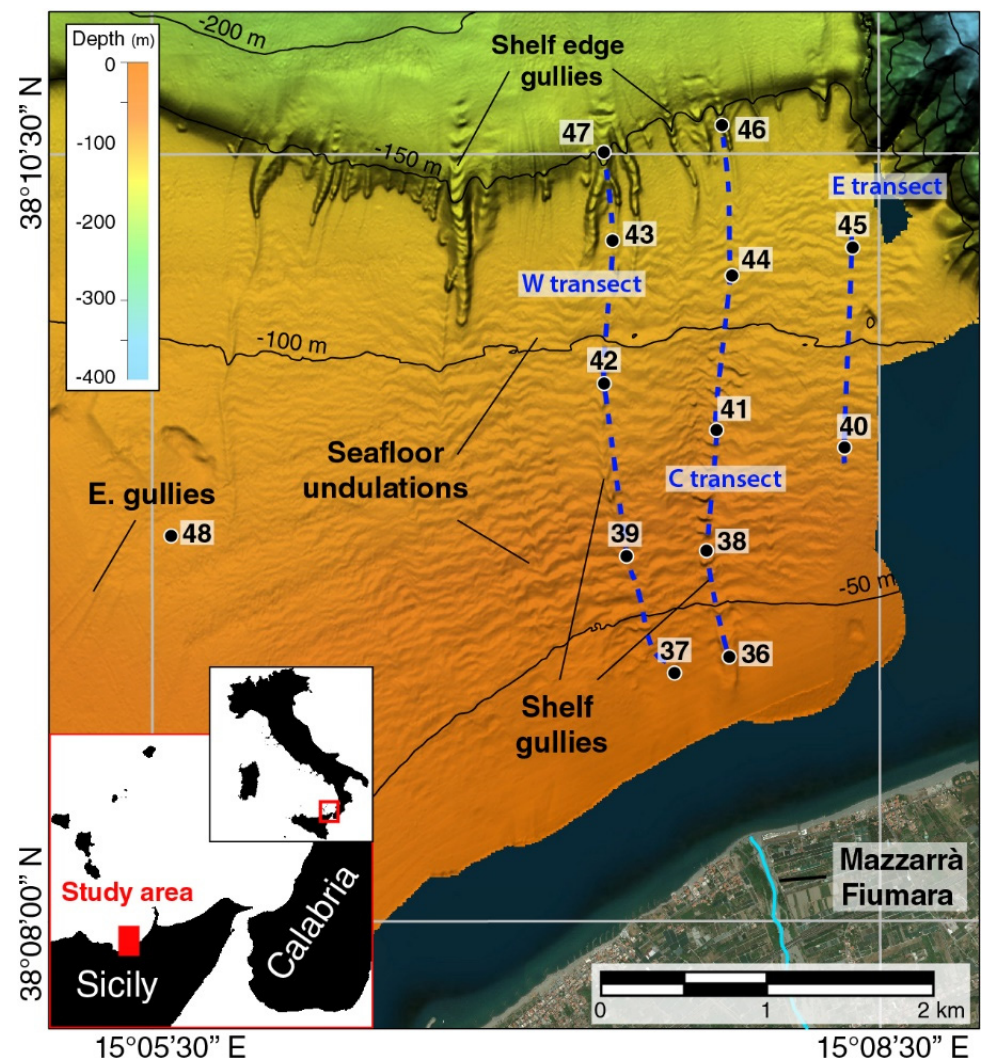 Depth (m)
0
-100
-200
-300
-400
-200 m
Shelf edge
gullies
47
-150 m
46
E transect
45
43
44
W transect
-100 m
42
41
40
Seafloor
undulations
C transect
E. gullies
48
39
38
-50 m
37
36
Shelf
gullies
Mazzarrà
Fiumara
Study area
Sicily
Calabria
0
1
2 km
38°10'30” N
38°08'00” N
15°05'30” E
15°08'30” E